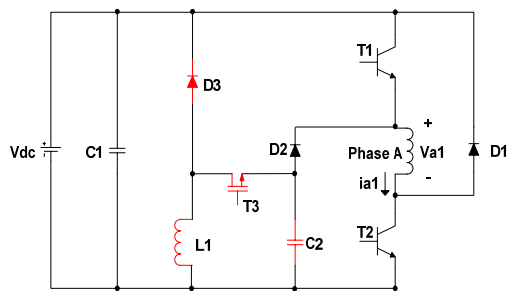 T1
D3
+
Vdc
C1
D2
Phase A
Va1
D1
ia1
-
T3
T2
L1
C2